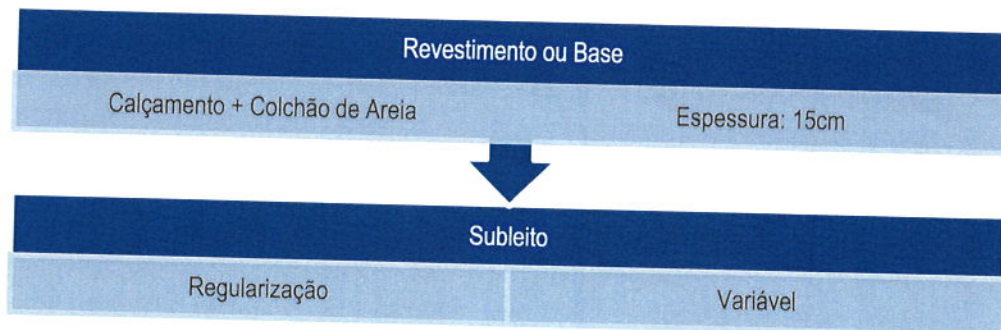 Revestimento ou Base
Calçamento + Colchão de Areia
Espessura: 15cm
Subleito
Regularização
Variável